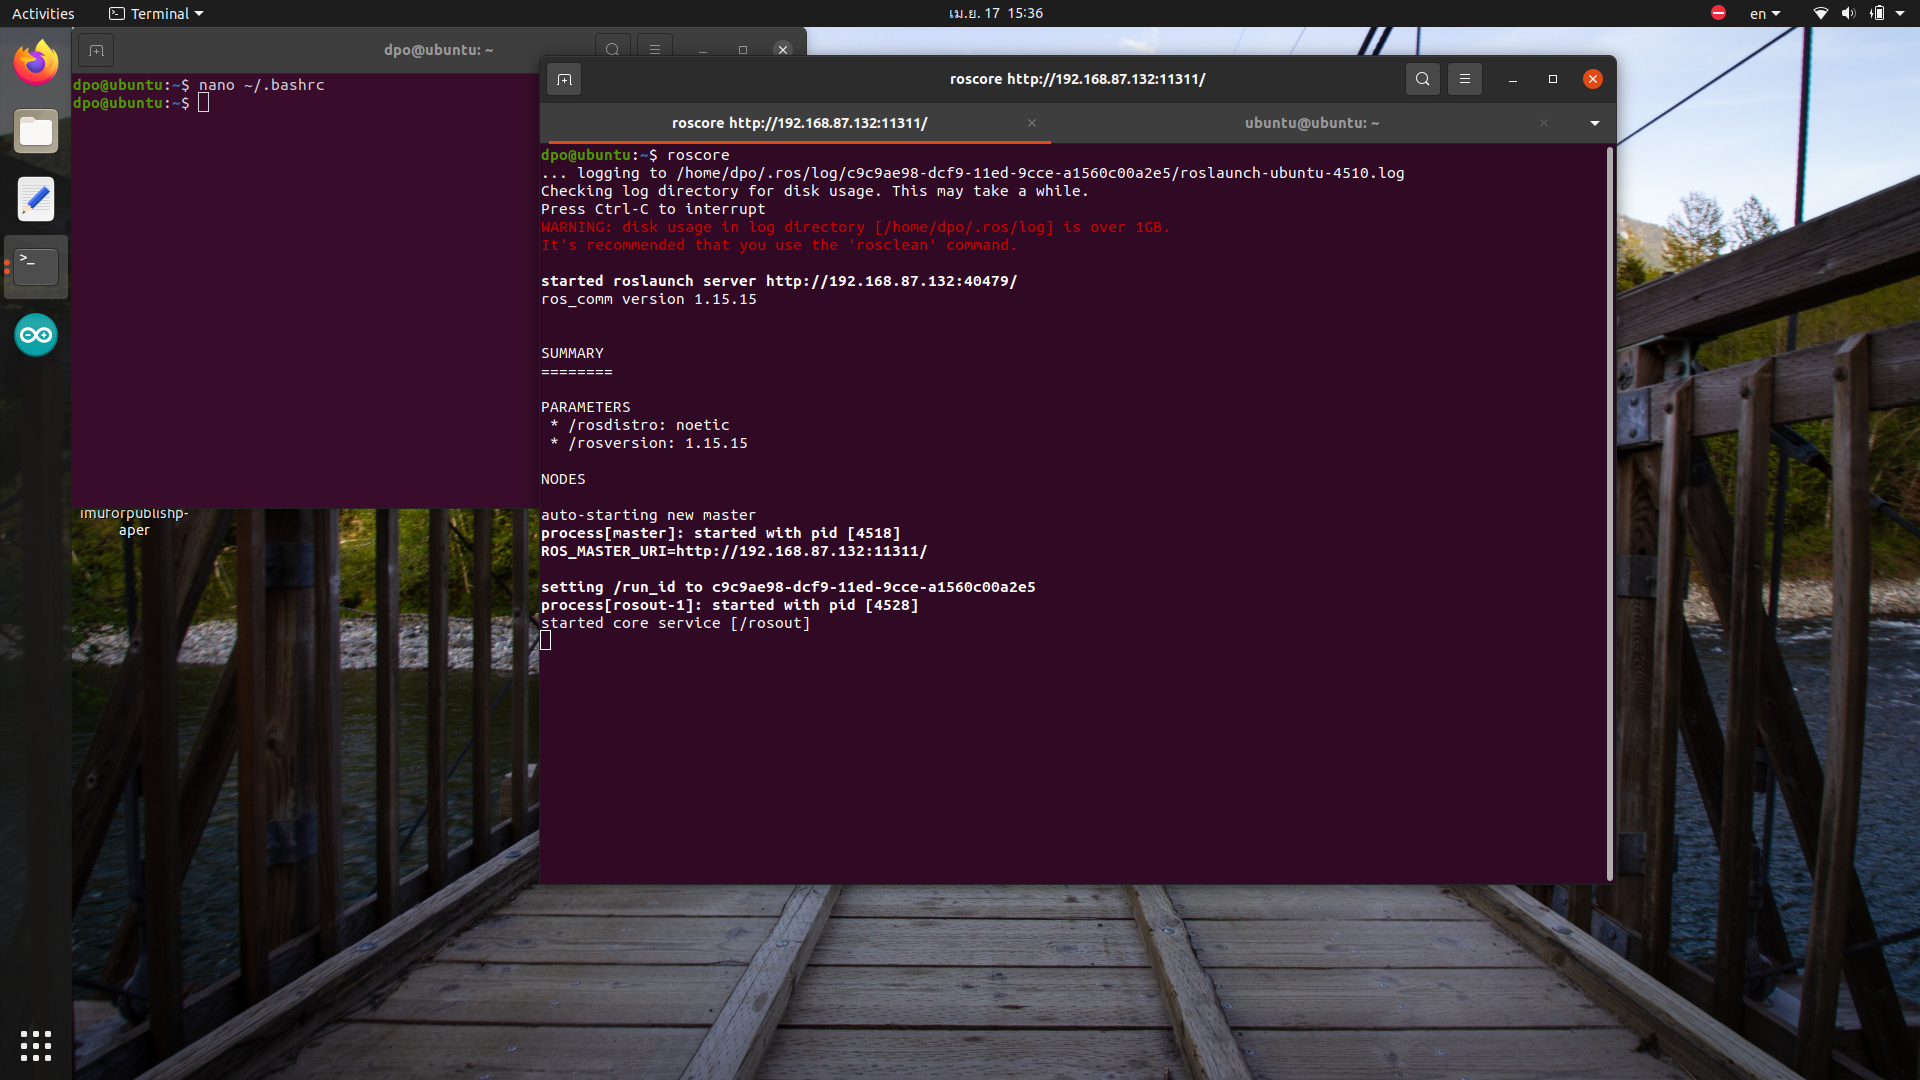 Activities
Terminal
เม.ย. 17 15:36
en
dpo@ubuntu: ~
dpo@ubuntu:~$ nano ~/.bashrc
dpo@ubuntu:~$
imuforpublishp-
aper
roscore http://192.168.87.132:11311/
roscore http://192.168.87.132:11311/
ubuntu@ubuntu: ~
dpo@ubuntu:~$ roscore
... logging to /home/dpo/.ros/log/c9c9ae98-dcf9-11ed-9cce-a1560c00a2e5/roslaunch-ubuntu-4510.log
Checking log directory for disk usage. This may take a while.
Press Ctrl-C to interrupt
WARNING: disk usage in log directory [/home/dpo/.ros/log] is over 1GB.
It's recommended that you use the 'rosclean' command.
started roslaunch server http://192.168.87.132:40479/
ros_comm version 1.15.15
SUMMARY
========
PARAMETERS
* /rosdistro: noetic
* /rosversion: 1.15.15
NODES
auto-starting new master
process[master]: started with pid [4518]
ROS_MASTER_URI=http://192.168.87.132:11311/
setting /run_id to c9c9ae98-dcf9-11ed-9cce-a1560c00a2e5
process[rosout-1]: started with pid [4528]
started core service [/rosout]